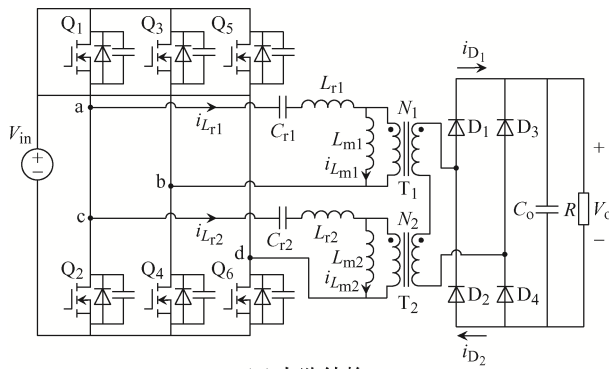 Q1 Q3 Q5
iD1
a
Lr1
N1
iLr1
Cr1
Lm1
D1 D3
Vin
+
−
iLm1
b
T1
+
c
Co R Vo
N2
iLr2
Cr2
Lr2
d
−
Lm2
Q2 Q4 Q6
D2 D4
iLm2
T2
iD2